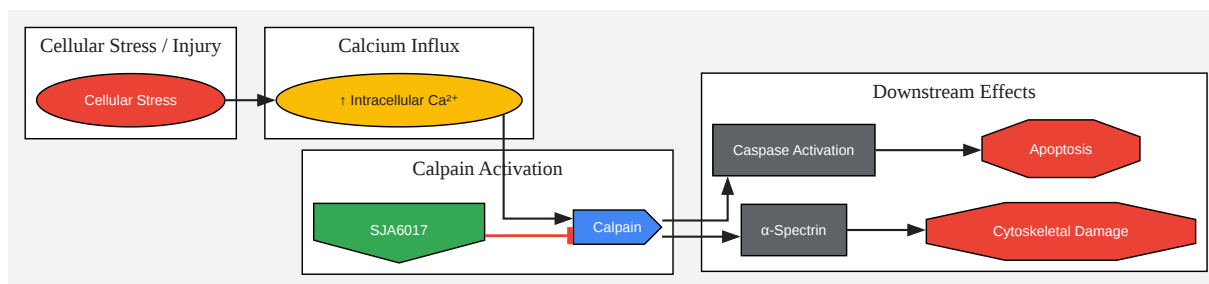 Cellular Stress / Injury
Cellular Stress
Calcium Influx
↑ Intracellular Ca²⁺
Calpain Activation
SJA6017
Calpain
Downstream Effects
Caspase Activation
Apoptosis
α-Spectrin
Cytoskeletal Damage